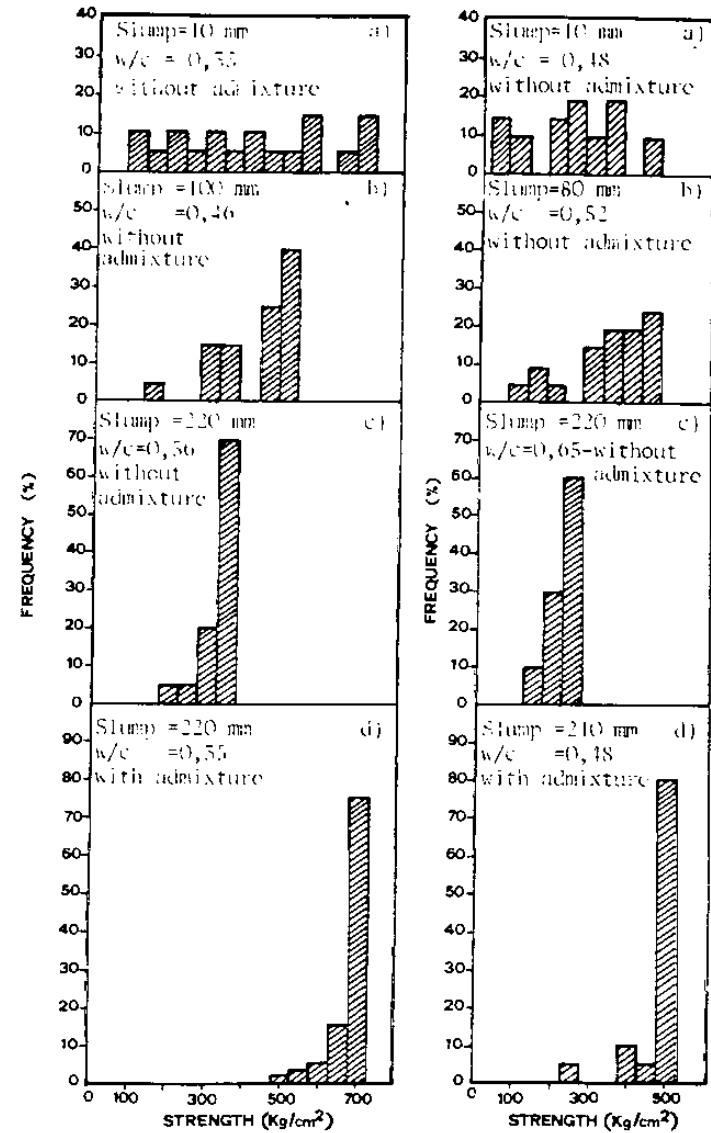 40
30
20
10
0
Slump=10 mm a)
w/c = 0,35
without admixture
50
40
30
20
10
0
Slump =100 mm b)
w/c =0,46
without
admixture
70
60
50
40
30
20
10
0
Slump =220 mm c)
w/c=0,56
without
admixture
90
80
70
60
50
40
30
20
10
0
Slump =220 mm d)
w/c =0,35
with admixture
FREQUENCY (%)
0 100 300 500 700
STRENGTH (Kg/cm²)
40
30
20
10
0
Slump=10 mm a)
w/c = 0,48
without admixture
50
40
30
20
10
0
Slump=80 mm b)
w/c =0,52
without admixture
70
60
50
40
30
20
10
0
Slump =220 mm c)
w/c=0,65-without
admixture
90
80
70
60
50
40
30
20
10
0
Slump =210 mm d)
w/c =0,48
with admixture
FREQUENCY (%)
0 100 300 500
STRENGTH (Kg/cm²)